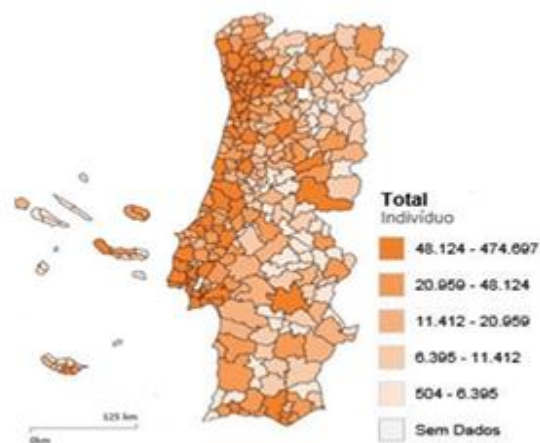 Total
Indivíduo
48.124 - 474.697
20.959 - 48.124
11.412 - 20.959
6.395 - 11.412
504 - 6.395
Sem Dados
125 km
0km